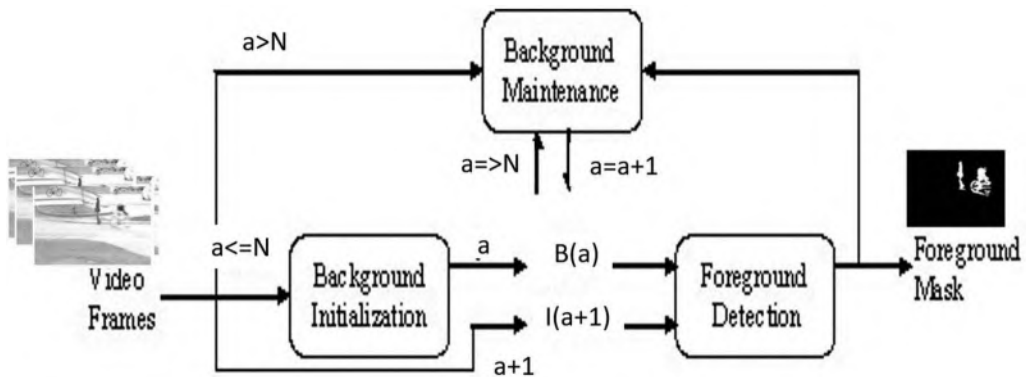 a>N
Background
Maintenance
a=>N
a=a+1
a<=N
Video
Frames
Background
Initialization
a
B(a)
I(a+1)
a+1
Foreground
Detection
Foreground
Mask